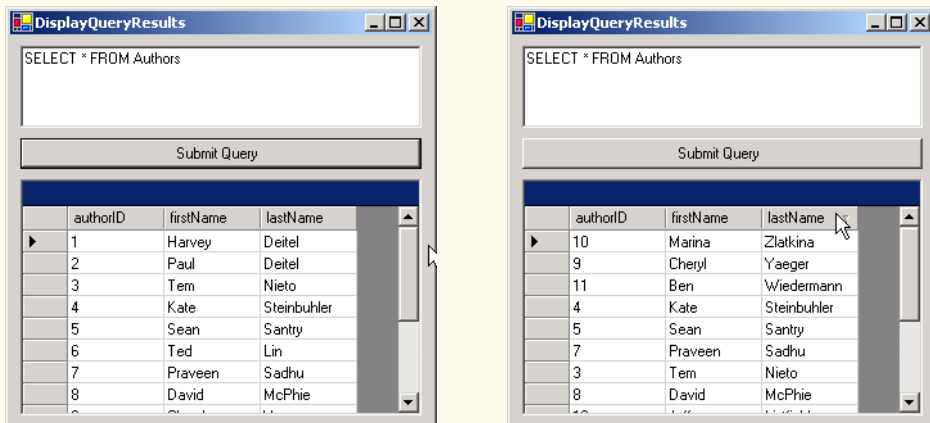 DisplayQueryResults
SELECT * FROM Authors
Submit Query
authorID firstName lastName
1 Harvey Deitel
2 Paul Deitel
3 Tem Nieto
4 Kate Steinbuhler
5 Sean Santry
6 Ted Lin
7 Praveen Sadhu
8 David McPhie
DisplayQueryResults
SELECT * FROM Authors
Submit Query
authorID firstName lastName
10 Marina Zlatkina
9 Cheryl Yaeger
11 Ben Wiedermann
4 Kate Steinbuhler
5 Sean Santry
7 Praveen Sadhu
3 Tem Nieto
8 David McPhie